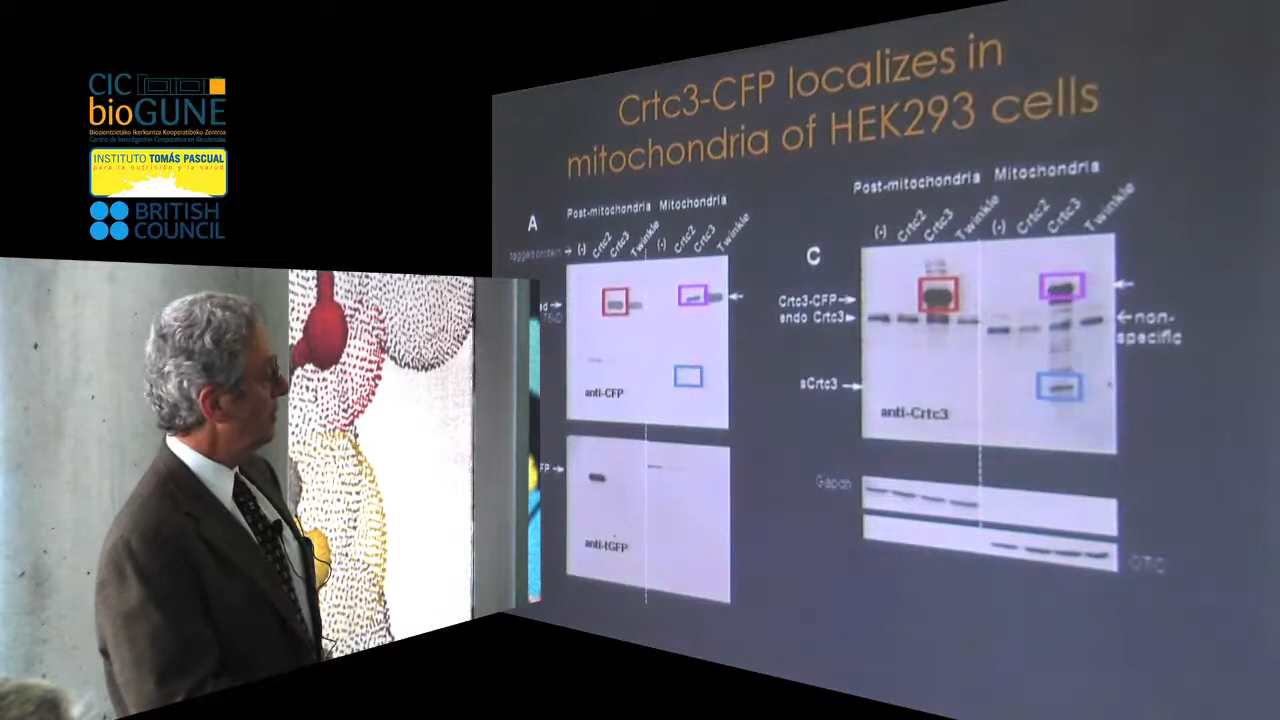 CIC
bioGUNE
Biozientzietako Ikerkuntza Kooperatiboko Zentroa
Centro de Investigación Cooperativa en Biociencias
INSTITUTO TOMÁS PASCUAL
para la nutrición y la salud
BRITISH
COUNCIL
Crtc3-CFP localizes in
mitochondria of HEK293 cells
A
Post-mitochondria Mitochondria
tagged protein → (-) Crtc2 Crtc3 Twinkle (-) Crtc2 Crtc3 Twinkle
anti-CFP
anti-tGFP
C
Post-mitochondria Mitochondria
(-) Crtc2 Crtc3 Twinkle (-) Crtc2 Crtc3 Twinkle
Crtc3-CFP→
endo Crtc3→
←non-
specific
sCrtc3 →
anti-Crtc3
Gapdh
OTC